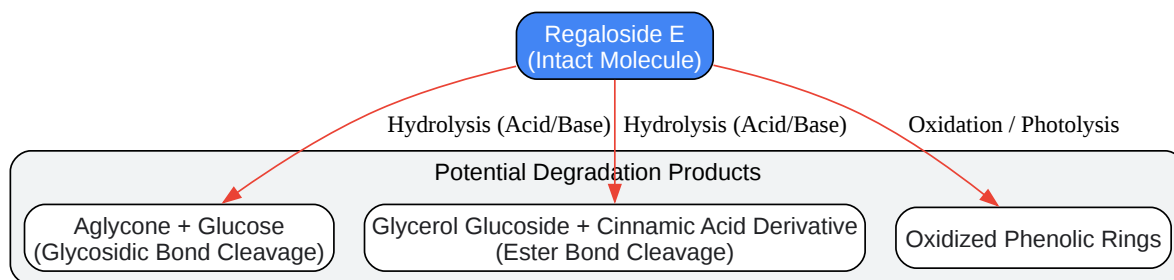 Regaloside E
(Intact Molecule)
Hydrolysis (Acid/Base)
Hydrolysis (Acid/Base)
Oxidation / Photolysis
Potential Degradation Products
Aglycone + Glucose
(Glycosidic Bond Cleavage)
Glycerol Glucoside + Cinnamic Acid Derivative
(Ester Bond Cleavage)
Oxidized Phenolic Rings